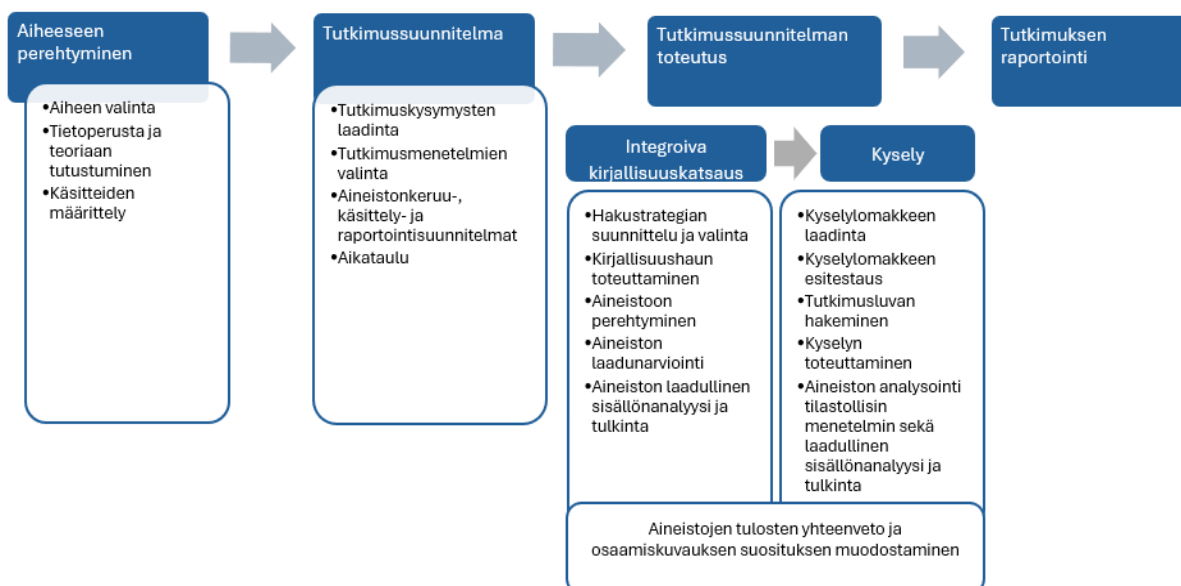 Aiheeseen
perehtyminen
•Aiheen valinta
•Tietoperusta ja
teoriaan
tutustuminen
•Käsitteiden
määrittely
Tutkimussuunnitelma
•Tutkimuskysymysten
laadinta
•Tutkimusmenetelmien
valinta
•Aineistonkeruu-,
käsittely- ja
raportointisuunnitelmat
•Aikataulu
Tutkimussuunnitelman
toteutus
Integroiva
kirjallisuuskatsaus
•Hakustrategian
suunnittelu ja valinta
•Kirjallisuushaun
toteuttaminen
•Aineistoon
perehtyminen
•Aineiston
laadunarviointi
•Aineiston laadullinen
sisällönanalyysi ja
tulkinta
Kysely
•Kyselylomakkeen
laadinta
•Kyselylomakkeen
esitestaus
•Tutkimusluvan
hakeminen
•Kyselyn
toteuttaminen
•Aineiston analysointi
tilastollisin
menetelmin sekä
laadullinen
sisällönanalyysi ja
tulkinta
Aineistojen tulosten yhteenveto ja
osaamiskuvauksen suosituksen muodostaminen
Tutkimuksen
raportointi